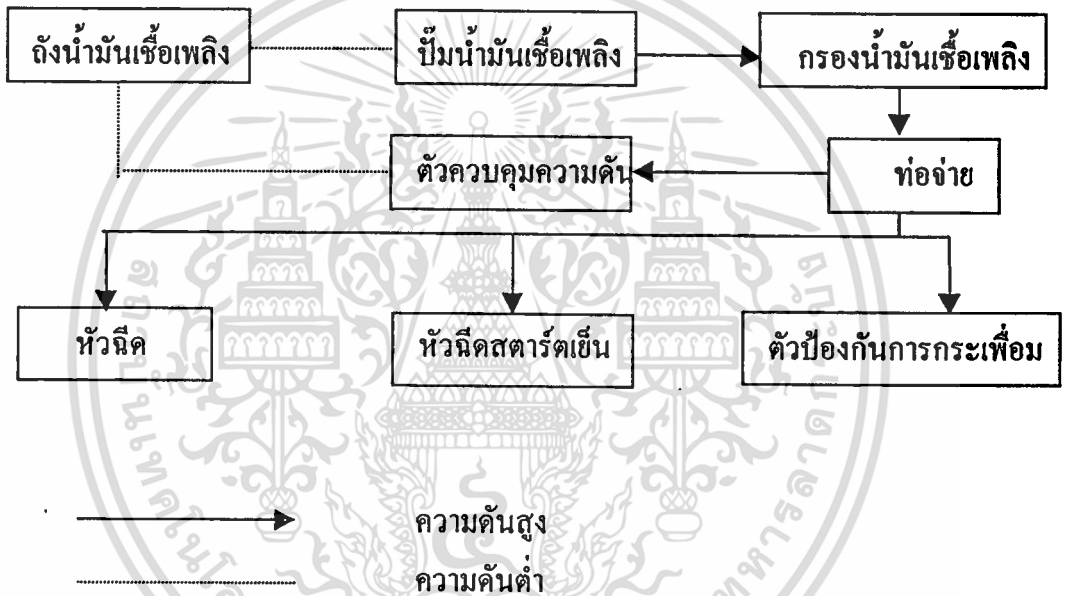 ถังน้ำมันเชื้อเพลิง
ปั๊มน้ำมันเชื้อเพลิง
กรองน้ำมันเชื้อเพลิง
ตัวควบคุมความดัน
ท่อจ่าย
หัวฉีด
หัวฉีดสตาร์ตเย็น
ตัวป้องกันการกระเพื่อม
ความดันสูง
ความดันต่ำ